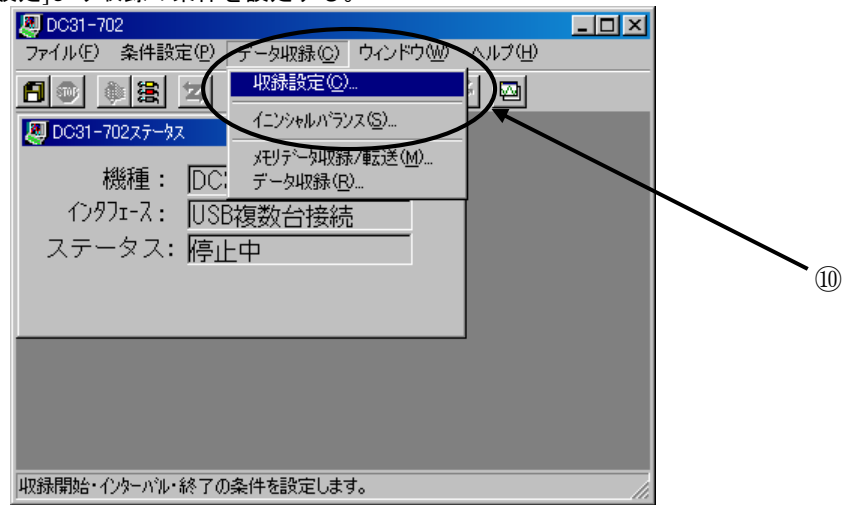 設定]より収録の条件を設定する。
DC31-702
ファイル(F) 条件設定(P) データ収録(C) ウィンドウ(W) ヘルプ(H)
収録設定(C)...
イニシャルバランス(S)...
メモリデータ収録/転送(M)...
データ収録(R)...
STOP
DC31-702ステータス
機種： DC
インタフェース： USB複数台接続
ステータス： 停止中
⑩
収録開始・インターバル・終了の条件を設定します。